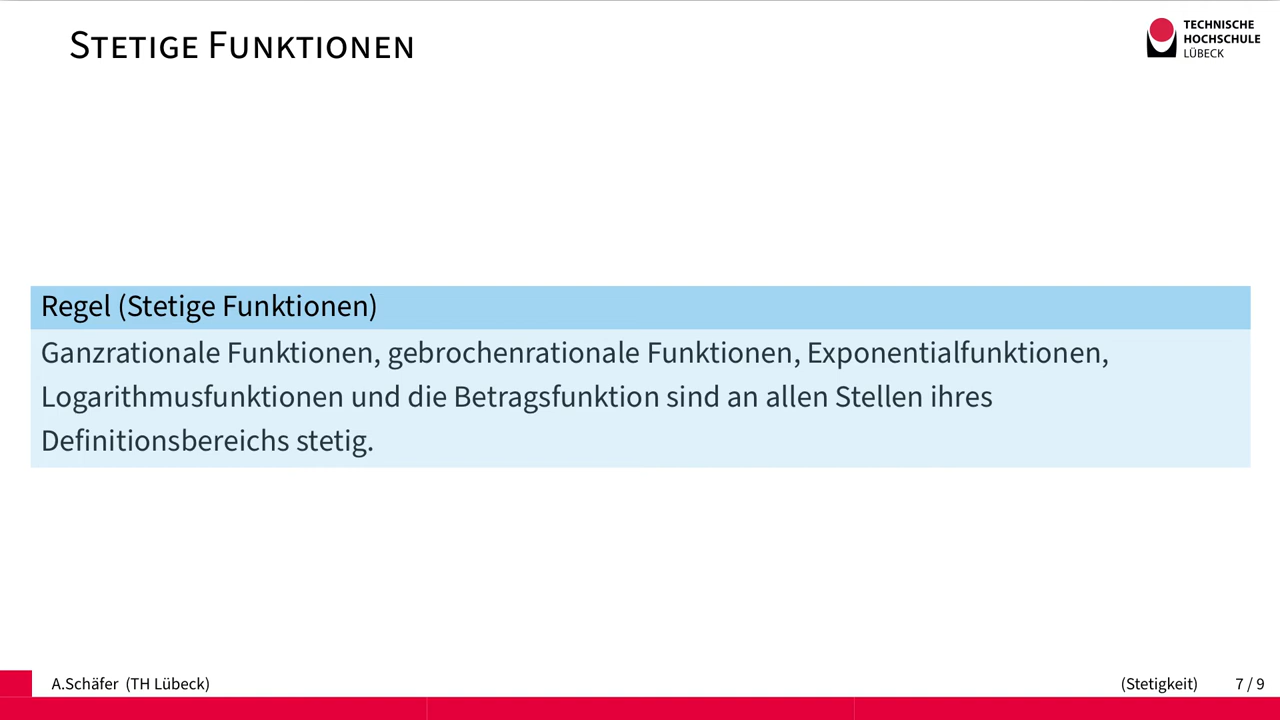 Stetige Funktionen
TECHNISCHE
HOCHSCHULE
LÜBECK
Regel (Stetige Funktionen)
Ganzrationale Funktionen, gebrochenrationale Funktionen, Exponentialfunktionen,
Logarithmusfunktionen und die Betragsfunktion sind an allen Stellen ihres
Definitionsbereichs stetig.
A.Schäfer (TH Lübeck)
(Stetigkeit)
7 / 9